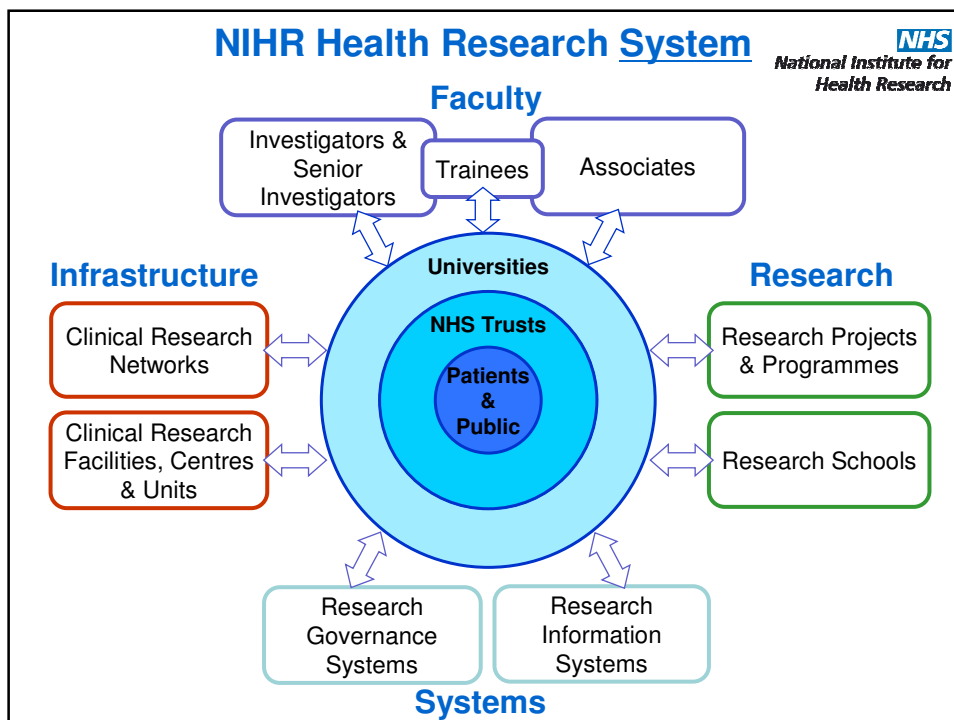 NIHR Health Research System
NHS
National Institute for
Health Research
Faculty
Investigators &
Senior
Investigators
Trainees
Associates
Infrastructure
Clinical Research
Networks
Clinical Research
Facilities, Centres
& Units
Universities
NHS Trusts
Patients
&
Public
Research
Research Projects
& Programmes
Research Schools
Research
Governance
Systems
Research
Information
Systems
Systems